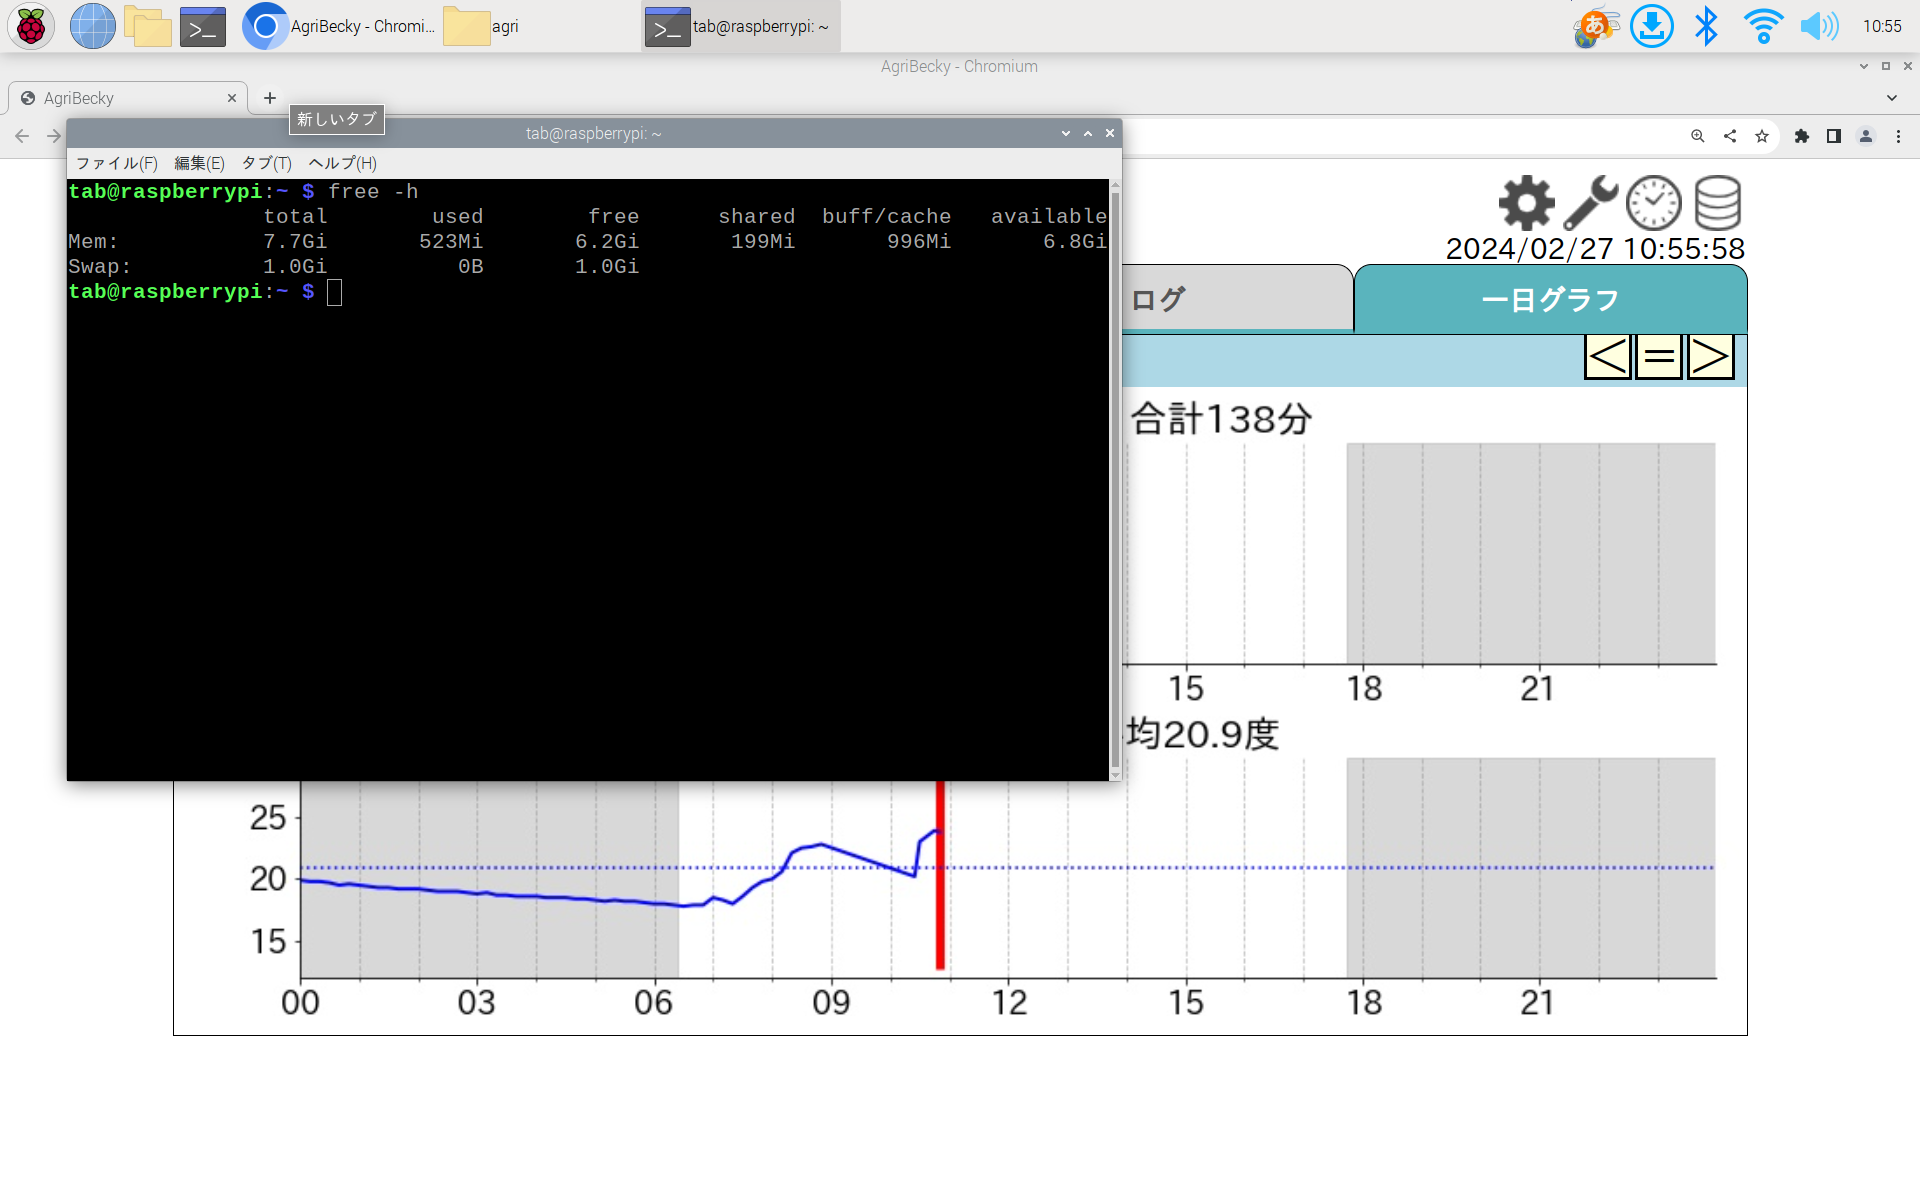 AgriBecky - Chromi...
agri
tab@raspberrypi: ~
あ
10:55
AgriBecky - Chromium
AgriBecky
新しいタブ
tab@raspberrypi: ~
ファイル(F) 編集(E) タブ(T) ヘルプ(H)
tab@raspberrypi:~ $ free -h
total used free shared buff/cache available
Mem: 7.7Gi 523Mi 6.2Gi 199Mi 996Mi 6.8Gi
Swap: 1.0Gi 0B 1.0Gi
tab@raspberrypi:~ $
2024/02/27 10:55:58
ログ
一日グラフ
< = >
合計138分
15 18 21
均20.9度
25
20
15
00 03 06 09 12 15 18 21